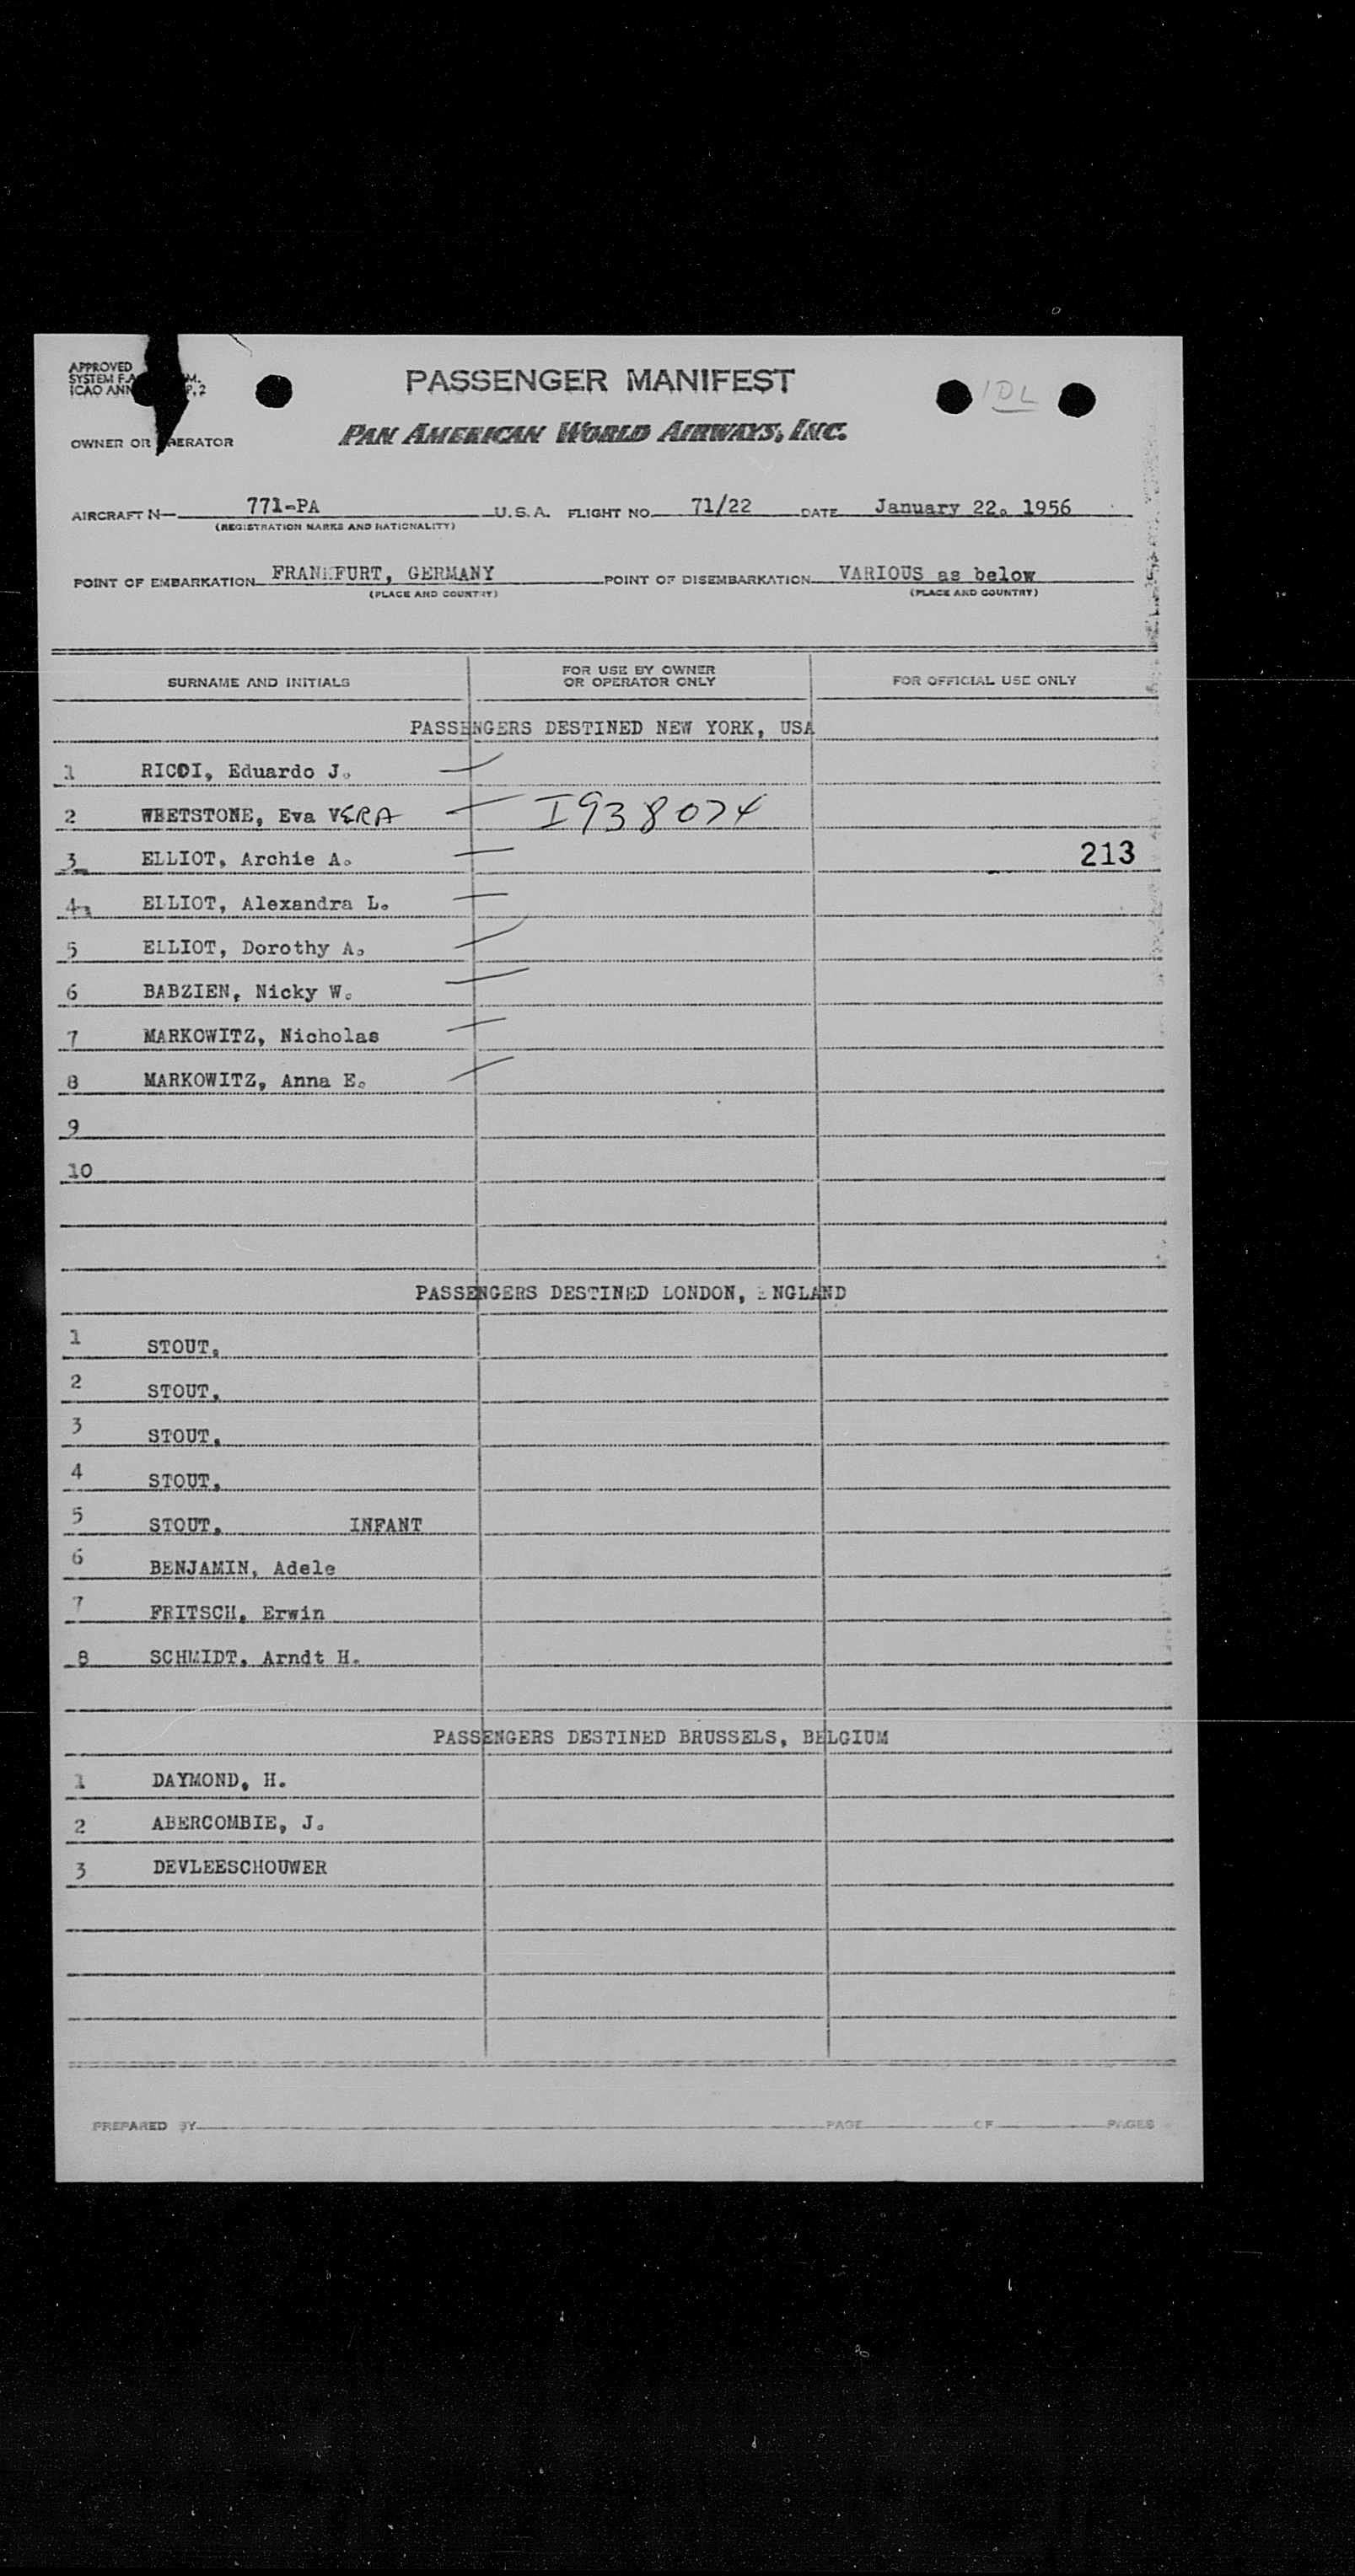 APPROVED
SYSTEM F.A M.
ICAO ANN P.2
PASSENGER MANIFEST
IDL
OWNER OR OPERATOR
PAN AMERICAN WORLD AIRWAYS, INC.
AIRCRAFT N— 771-PA U.S.A. FLIGHT NO. 71/22 DATE January 22. 1956
(REGISTRATION MARKS AND NATIONALITY)
POINT OF EMBARKATION FRANKFURT, GERMANY POINT OF DISEMBARKATION VARIOUS as below
(PLACE AND COUNTRY) (PLACE AND COUNTRY)
SURNAME AND INITIALS FOR USE BY OWNER OR OPERATOR ONLY FOR OFFICIAL USE ONLY
PASSENGERS DESTINED NEW YORK, USA
1 RICCI, Eduardo J.
2 WEETSTONE, Eva VERA I938074
3 ELLIOT, Archie A. 213
4 ELLIOT, Alexandra L.
5 ELLIOT, Dorothy A.
6 BABZIEN, Nicky W.
7 MARKOWITZ, Nicholas
8 MARKOWITZ, Anna E.
9
10
PASSENGERS DESTINED LONDON, ENGLAND
1 STOUT,
2 STOUT,
3 STOUT,
4 STOUT,
5 STOUT, INFANT
6 BENJAMIN, Adele
7 FRITSCH, Erwin
8 SCHMIDT, Arndt H.
PASSENGERS DESTINED BRUSSELS, BELGIUM
1 DAYMOND, H.
2 ABERCOMBIE, J.
3 DEVLEESCHOUWER
PREPARED BY PAGE OF PAGES